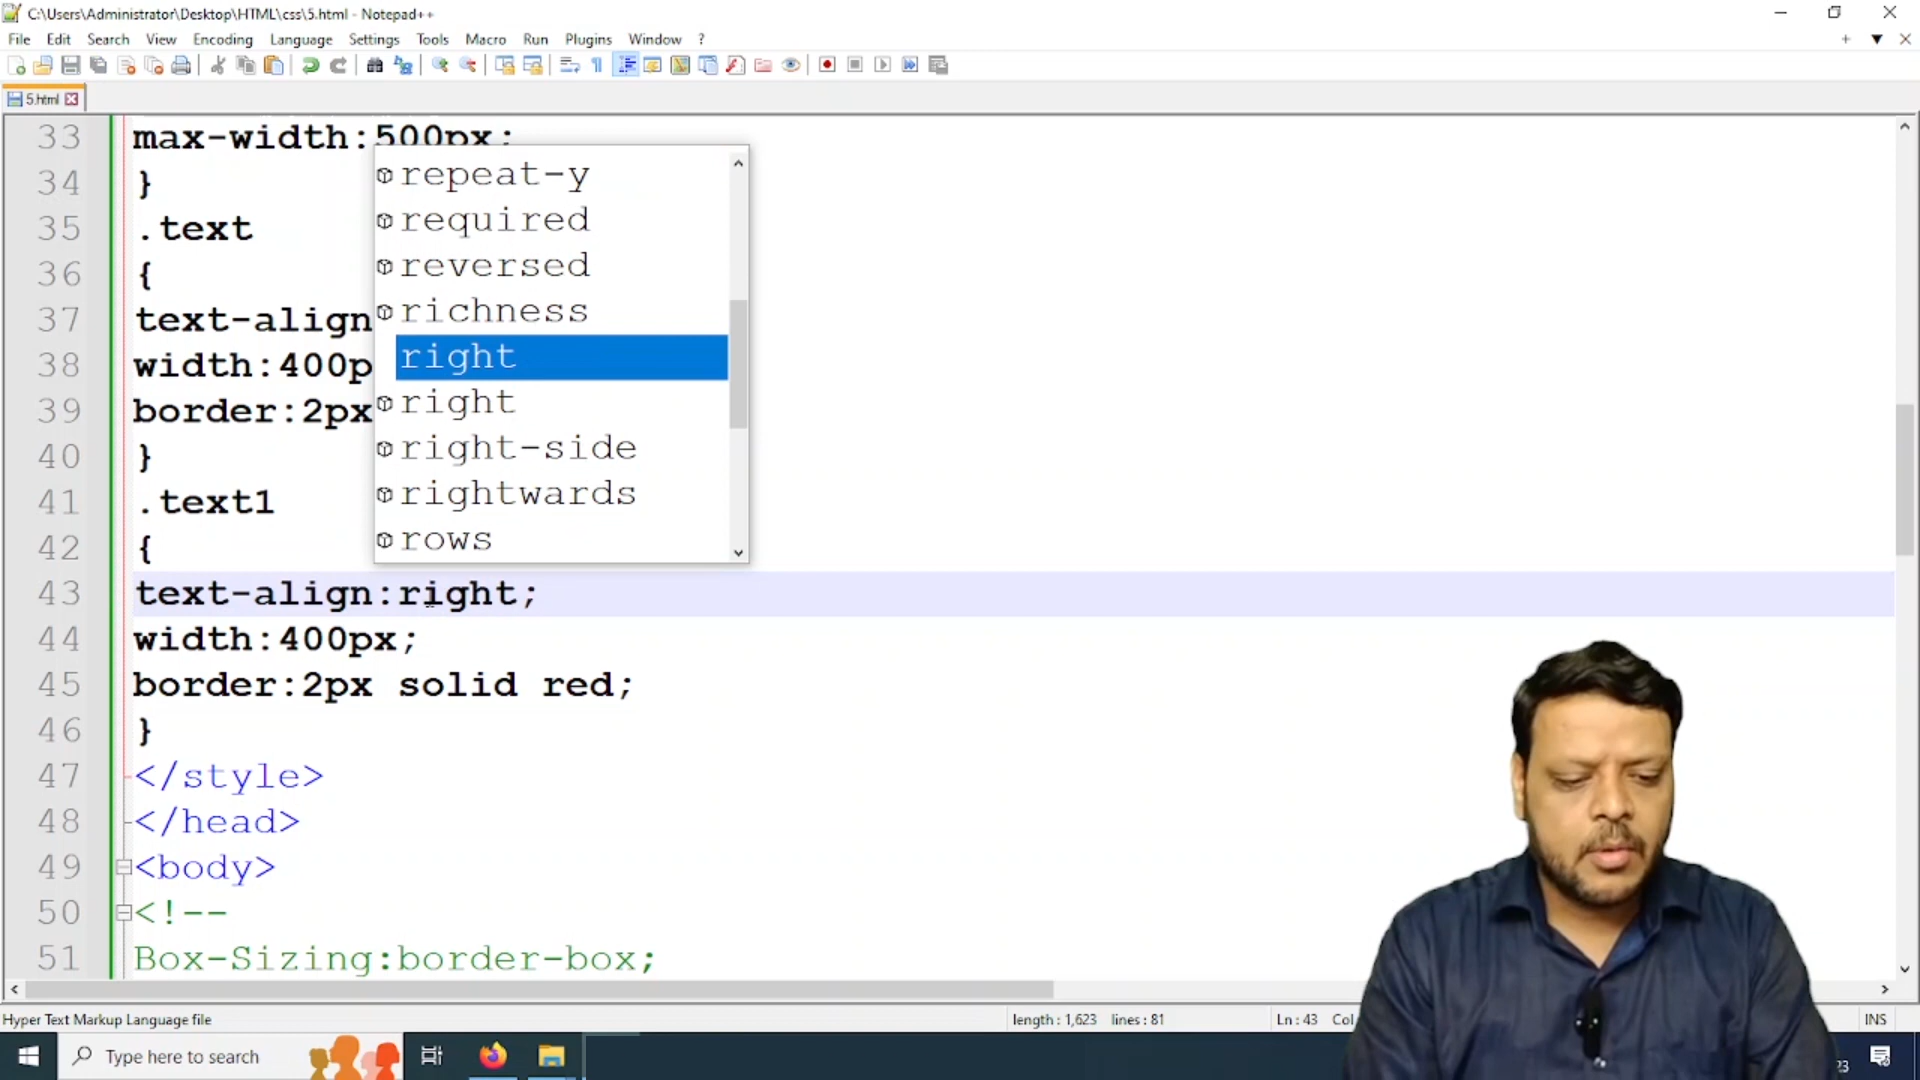 C:\Users\Administrator\Desktop\HTML\css\5.html - Notepad++
File Edit Search View Encoding Language Settings Tools Macro Run Plugins Window ?
5.html
33 max-width:500px;
34 }
35 .text
36 {
37 text-align
38 width:400p
39 border:2px
40 }
41 .text1
42 {
repeat-y
required
reversed
richness
right
right
right-side
rightwards
rows
43 text-align:right;
44 width:400px;
45 border:2px solid red;
46 }
47 </style>
48 </head>
49 <body>
50 <!--
51 Box-Sizing:border-box;
Hyper Text Markup Language file length : 1,623 lines : 81 Ln : 43 Col INS
Type here to search
23